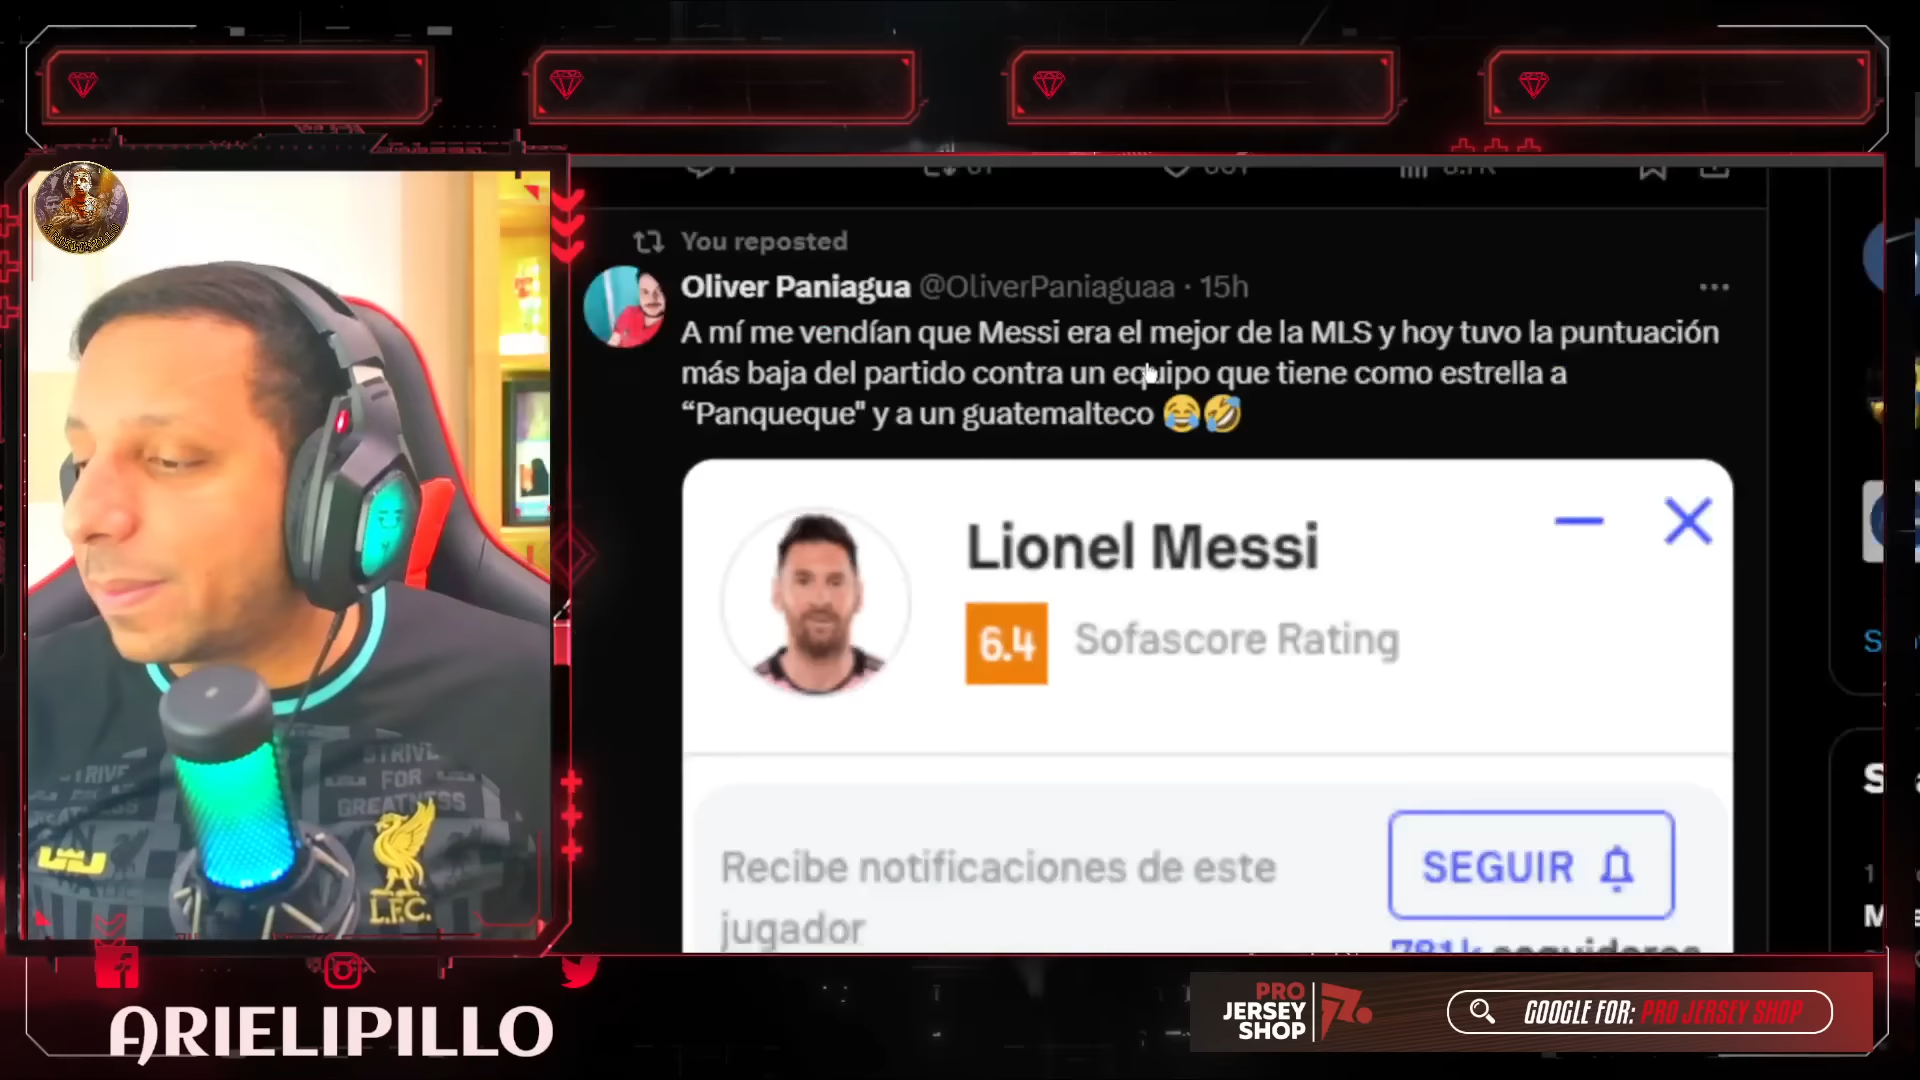 You reposted
Oliver Paniagua @OliverPaniaguaa · 15h
A mí me vendían que Messi era el mejor de la MLS y hoy tuvo la puntuación
más baja del partido contra un equipo que tiene como estrella a
“Panqueque" y a un guatemalteco 😂🤣
Lionel Messi
6.4 Sofascore Rating
Recibe notificaciones de este
jugador
SEGUIR
STRIVE
FOR
GREATNESS
L.F.C.
ARIELIPILLO
PRO
JERSEY
SHOP
GOOGLE FOR: PRO JERSEY SHOP